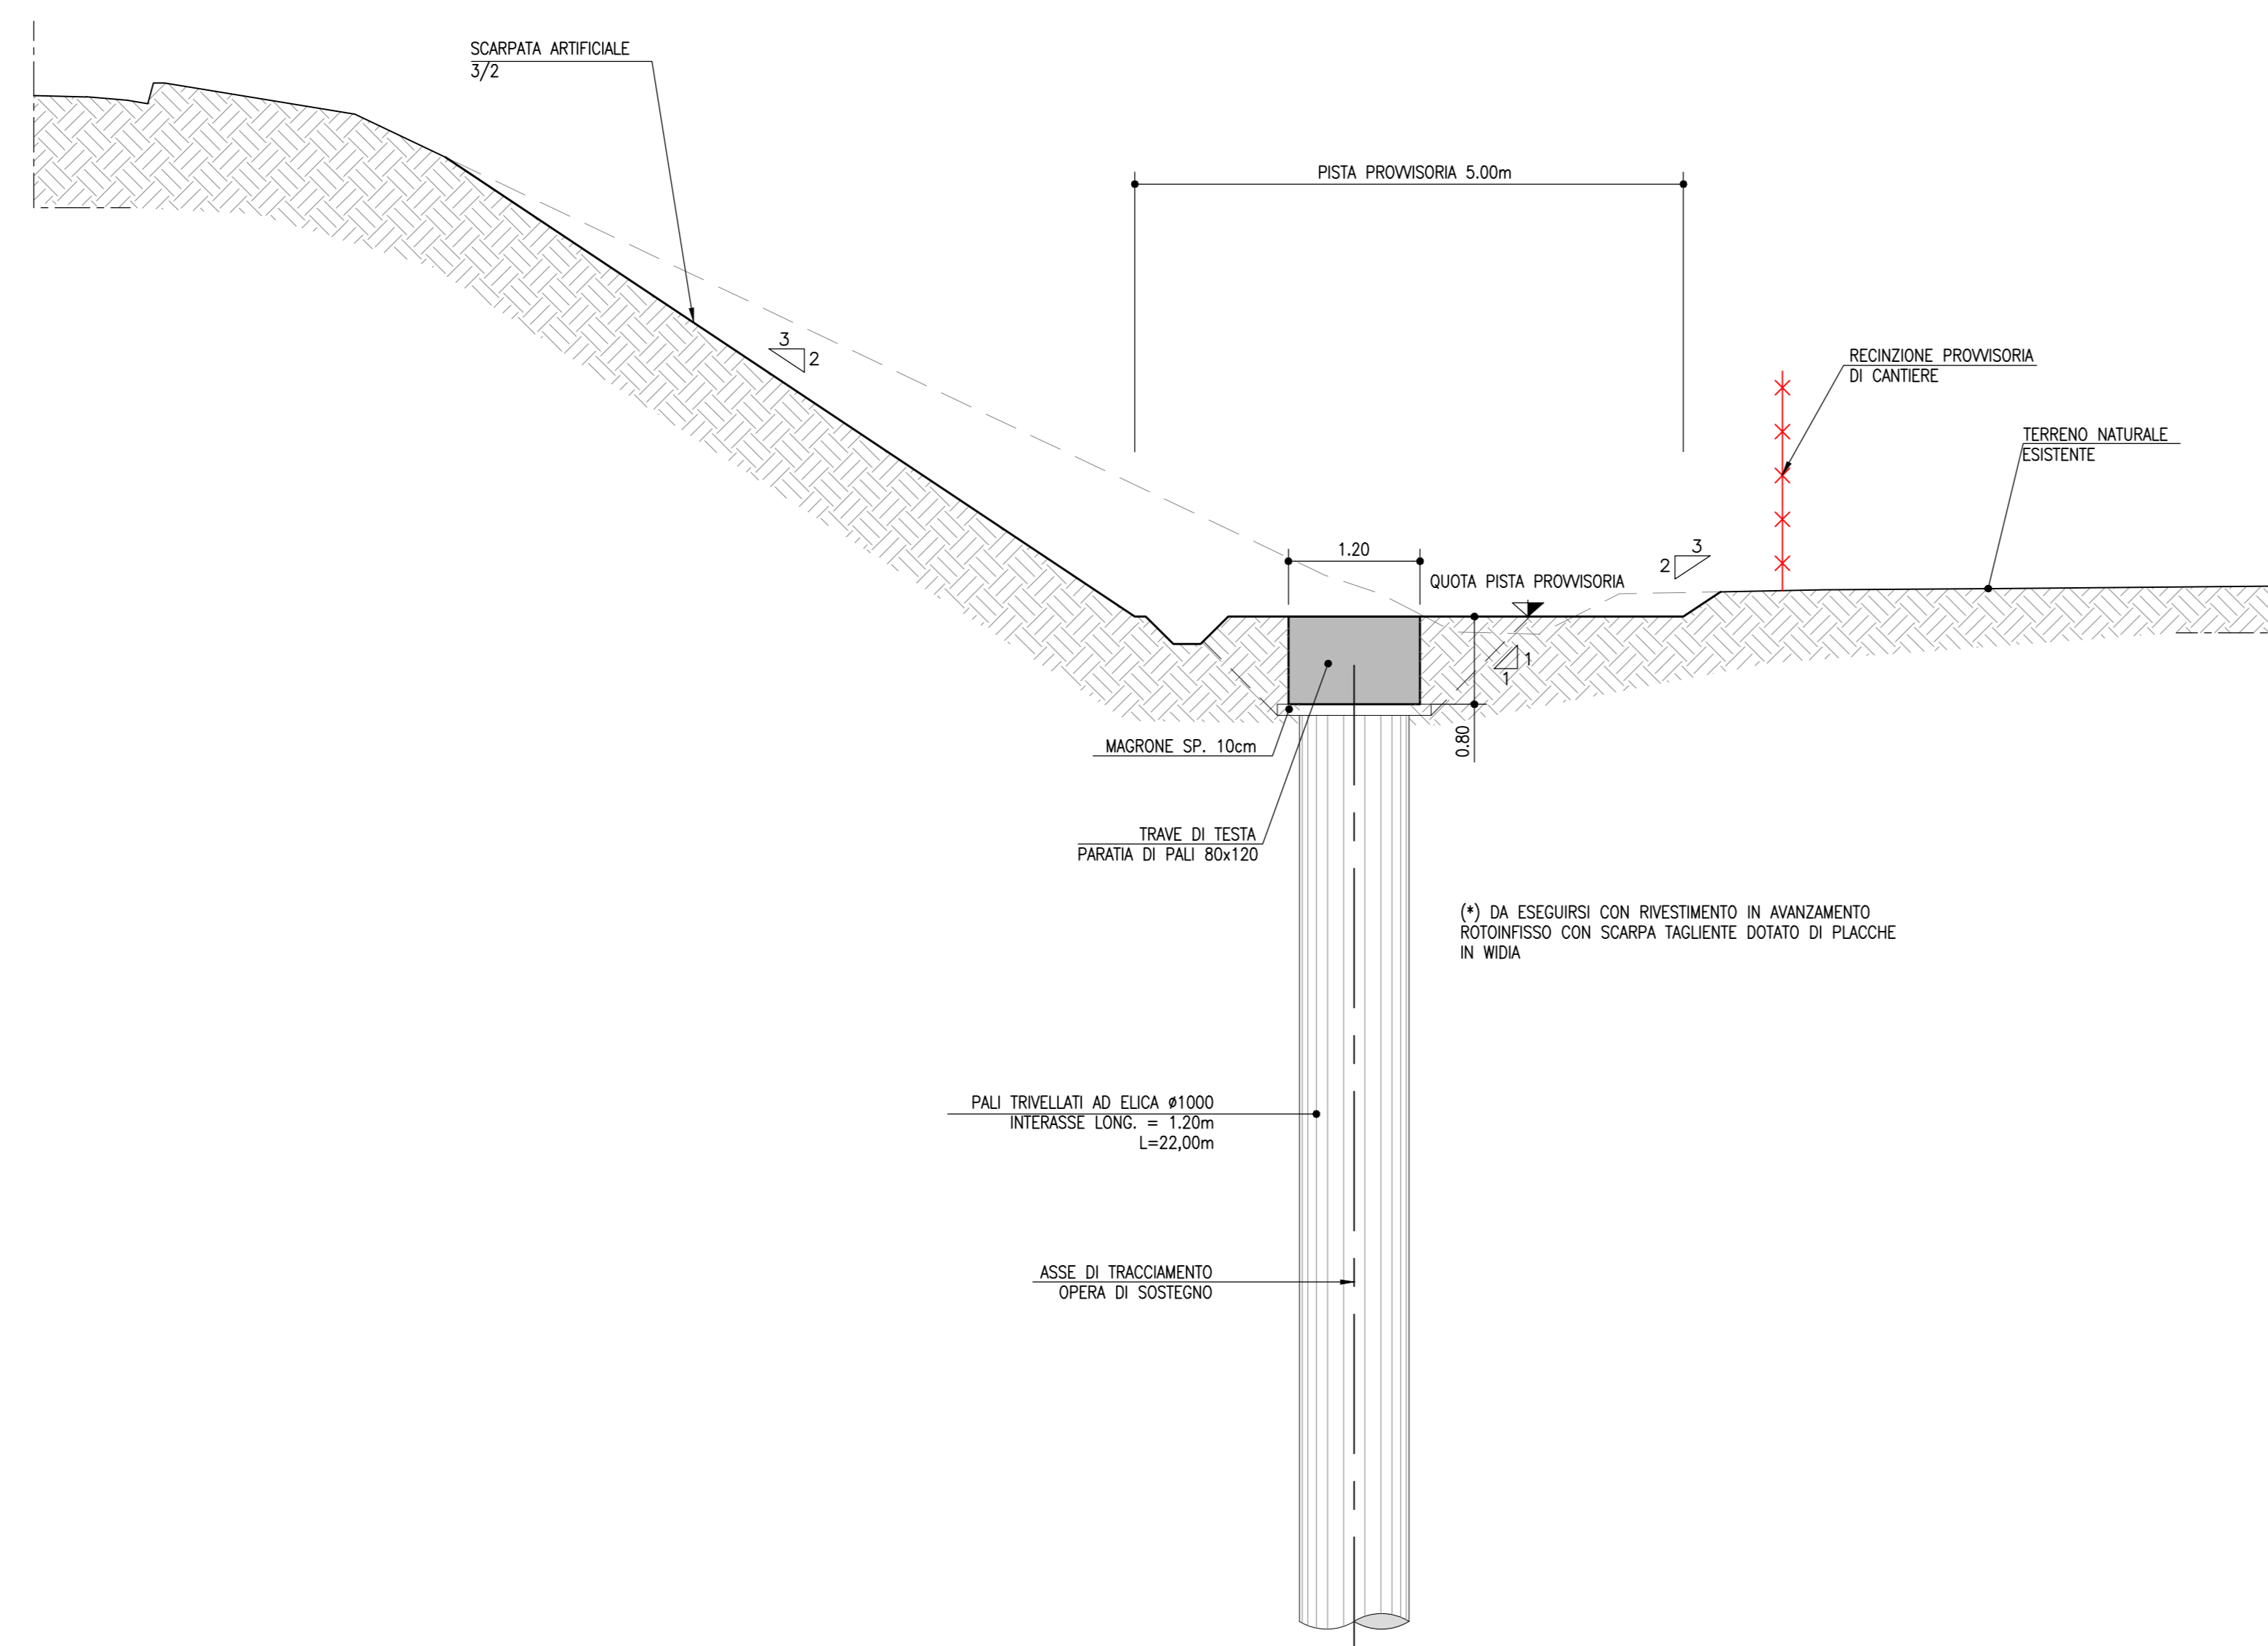 SCARPATA ARTIFICIALE
3/2
PISTA PROVVISORIA 5.00m
3
2
RECINZIONE PROVVISORIA
DI CANTIERE
TERRENO NATURALE
ESISTENTE
1.20
3
2
QUOTA PISTA PROVVISORIA
1
1
0.80
MAGRONE SP. 10cm
TRAVE DI TESTA
PARATIA DI PALI 80x120
(*) DA ESEGUIRSI CON RIVESTIMENTO IN AVANZAMENTO
ROTOINFISSO CON SCARPA TAGLIENTE DOTATO DI PLACCHE
IN WIDIA
PALI TRIVELLATI AD ELICA ø1000
INTERASSE LONG. = 1.20m
L=22,00m
ASSE DI TRACCIAMENTO
OPERA DI SOSTEGNO